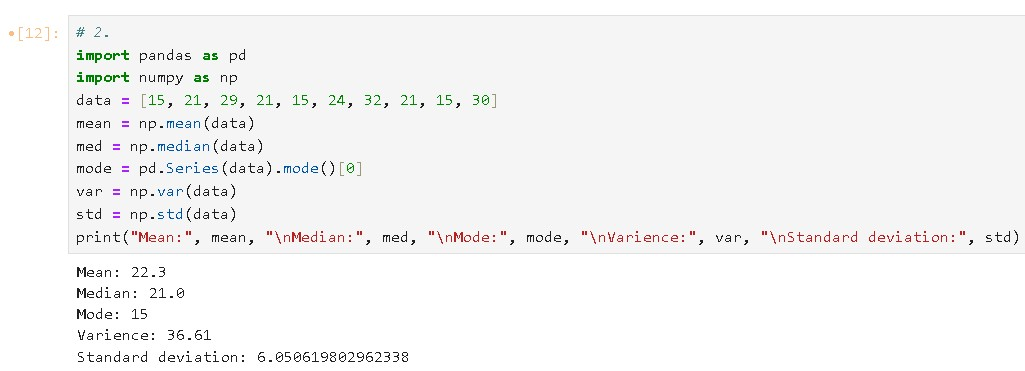 •[12]:
# 2.
import pandas as pd
import numpy as np
data = [15, 21, 29, 21, 15, 24, 32, 21, 15, 30]
mean = np.mean(data)
med = np.median(data)
mode = pd.Series(data).mode()[0]
var = np.var(data)
std = np.std(data)
print("Mean:", mean, "\nMedian:", med, "\nMode:", mode, "\nVarience:", var, "\nStandard deviation:", std)
Mean: 22.3
Median: 21.0
Mode: 15
Varience: 36.61
Standard deviation: 6.050619802962338